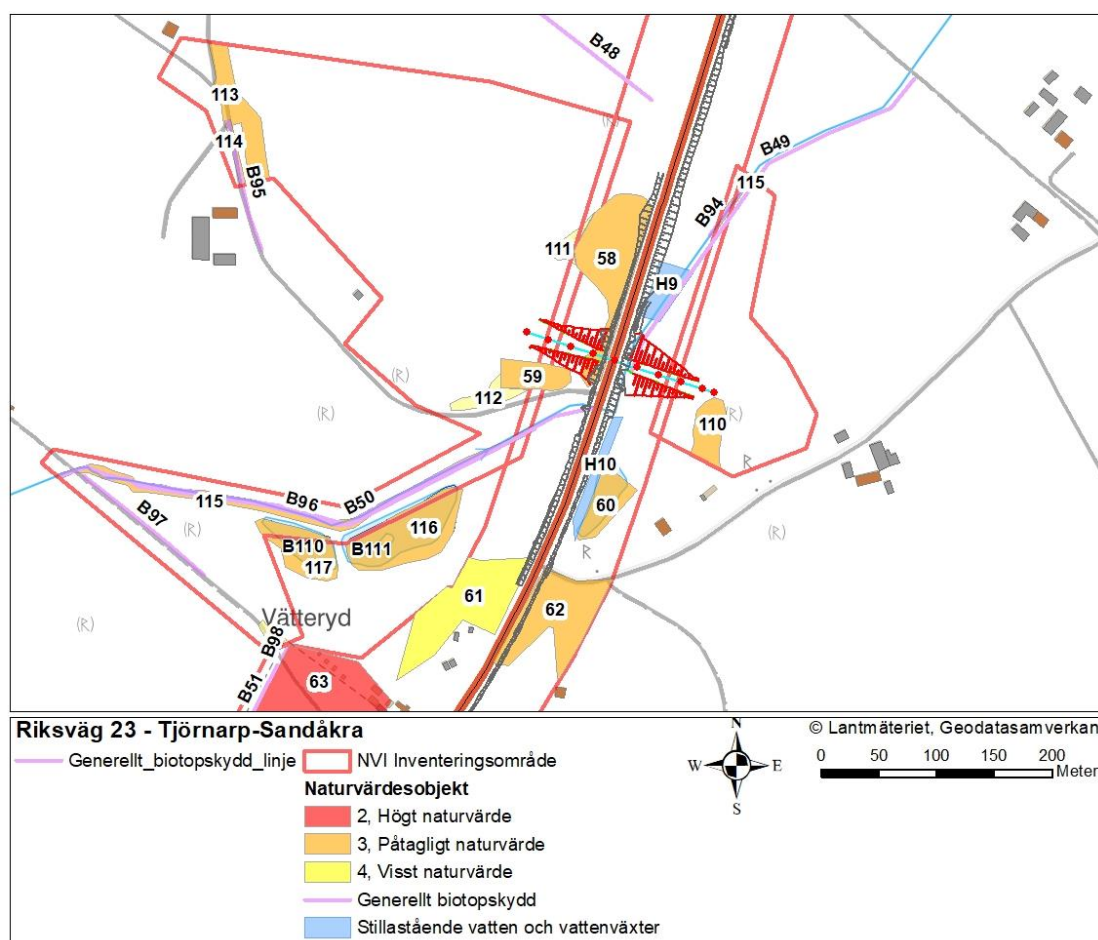 B48
113
(R)
114
B49
B95
115
B94
111
58
H9
59
(R)
112
(R)
110
(R)
R
H10
B96
B50
115
116
60
B97
(R)
B110
B111
(R)
R
117
61
62
Vätteryd
(R)
B98
B51
63
Riksväg 23 - Tjörnarp-Sandåkra
Generellt_biotopskydd_linje
NVI Inventeringsområde
Naturvärdesobjekt
2, Högt naturvärde
3, Påtagligt naturvärde
4, Visst naturvärde
Generellt biotopskydd
Stillastående vatten och vattenväxter
N
W E
S
© Lantmäteriet, Geodatasamverkan
0 50 100 150 200
Meter